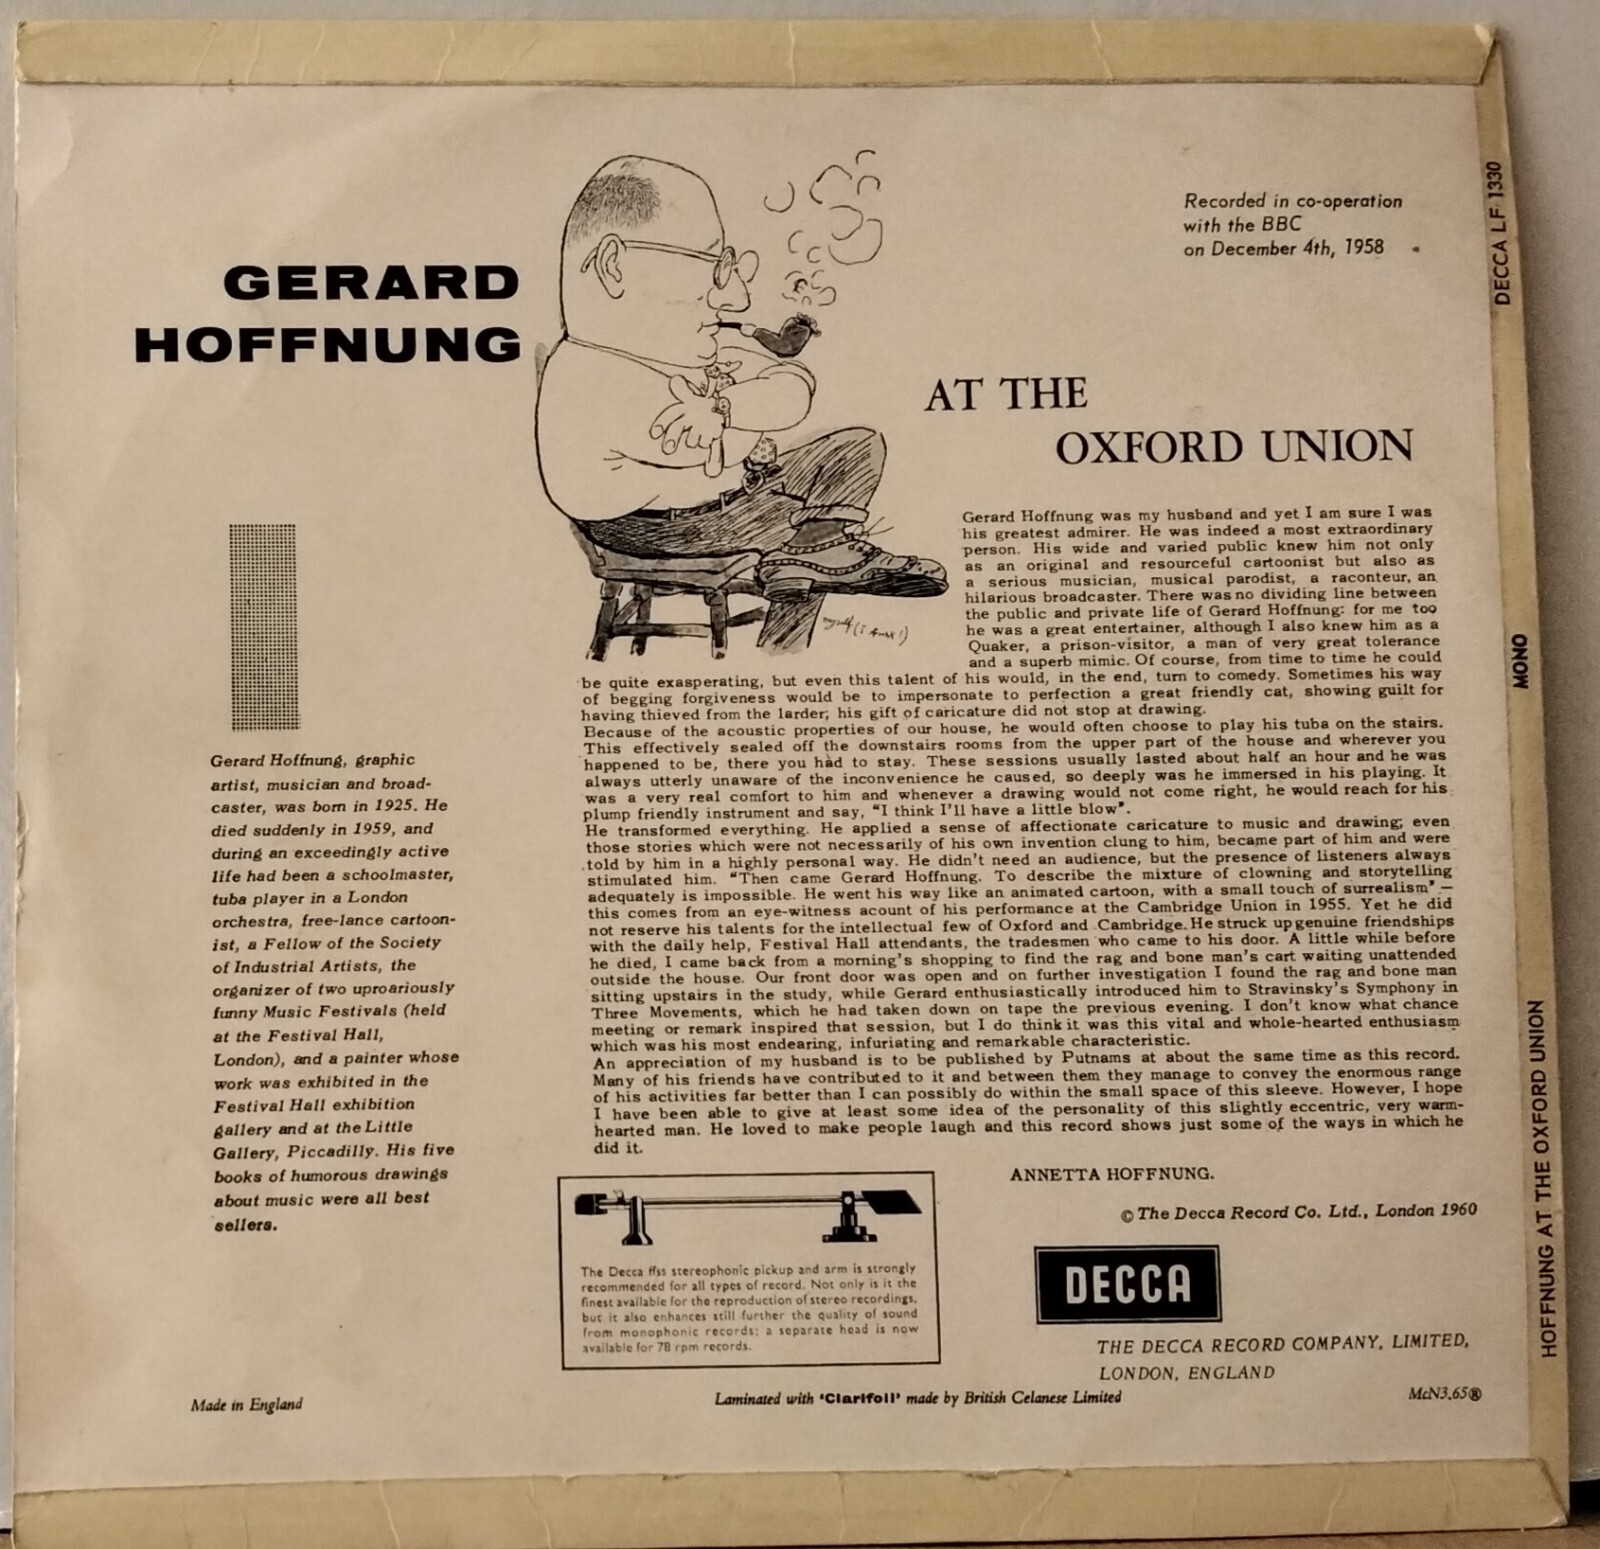 GERARD
HOFFNUNG
Recorded in co-operation
with the BBC
on December 4th, 1958
AT THE
OXFORD UNION
myself
Gerard Hoffnung, graphic
artist, musician and broad-
caster, was born in 1925. He
died suddenly in 1959, and
during an exceedingly active
life had been a schoolmaster,
tuba player in a London
orchestra, free-lance cartoon-
ist, a Fellow of the Society
of Industrial Artists, the
organizer of two uproariously
funny Music Festivals (held
at the Festival Hall,
London), and a painter whose
work was exhibited in the
Festival Hall exhibition
gallery and at the Little
Gallery, Piccadilly. His five
books of humorous drawings
about music were all best
sellers.
Gerard Hoffnung was my husband and yet I am sure I was
his greatest admirer. He was indeed a most extraordinary
person. His wide and varied public knew him not only
as an original and resourceful cartoonist but also as
a serious musician, musical parodist, a raconteur, an
hilarious broadcaster. There was no dividing line between
the public and private life of Gerard Hoffnung: for me too
he was a great entertainer, although I also knew him as a
Quaker, a prison-visitor, a man of very great tolerance
and a superb mimic. Of course, from time to time he could
be quite exasperating, but even this talent of his would, in the end, turn to comedy. Sometimes his way
of begging forgiveness would be to impersonate to perfection a great friendly cat, showing guilt for
having thieved from the larder; his gift of caricature did not stop at drawing.
Because of the acoustic properties of our house, he would often choose to play his tuba on the stairs.
This effectively sealed off the downstairs rooms from the upper part of the house and wherever you
happened to be, there you had to stay. These sessions usually lasted about half an hour and he was
always utterly unaware of the inconvenience he caused, so deeply was he immersed in his playing. It
was a very real comfort to him and whenever a drawing would not come right, he would reach for his
plump friendly instrument and say, “I think I'll have a little blow”.
He transformed everything. He applied a sense of affectionate caricature to music and drawing; even
those stories which were not necessarily of his own invention clung to him, became part of him and were
told by him in a highly personal way. He didn't need an audience, but the presence of listeners always
stimulated him. “Then came Gerard Hoffnung. To describe the mixture of clowning and storytelling
adequately is impossible. He went his way like an animated cartoon, with a small touch of surrealism” —
this comes from an eye-witness acount of his performance at the Cambridge Union in 1955. Yet he did
not reserve his talents for the intellectual few of Oxford and Cambridge. He struck up genuine friendships
with the daily help, Festival Hall attendants, the tradesmen who came to his door. A little while before
he died, I came back from a morning's shopping to find the rag and bone man's cart waiting unattended
outside the house. Our front door was open and on further investigation I found the rag and bone man
sitting upstairs in the study, while Gerard enthusiastically introduced him to Stravinsky's Symphony in
Three Movements, which he had taken down on tape the previous evening. I don't know what chance
meeting or remark inspired that session, but I do think it was this vital and whole-hearted enthusiasm
which was his most endearing, infuriating and remarkable characteristic.
An appreciation of my husband is to be published by Putnams at about the same time as this record.
Many of his friends have contributed to it and between them they manage to convey the enormous range
of his activities far better than I can possibly do within the small space of this sleeve. However, I hope
I have been able to give at least some idea of the personality of this slightly eccentric, very warm-
hearted man. He loved to make people laugh and this record shows just some of the ways in which he
did it.
ANNETTA HOFFNUNG.
© The Decca Record Co. Ltd., London 1960
The Decca ffss stereophonic pickup and arm is strongly
recommended for all types of record. Not only is it the
finest available for the reproduction of stereo recordings,
but it also enhances still further the quality of sound
from monophonic records; a separate head is now
available for 78 rpm records.
DECCA
THE DECCA RECORD COMPANY, LIMITED,
LONDON, ENGLAND
Made in England
Laminated with ‘Clarifoil’ made by British Celanese Limited
McN3.65®
DECCA LF 1330
MONO
HOFFNUNG AT THE OXFORD UNION